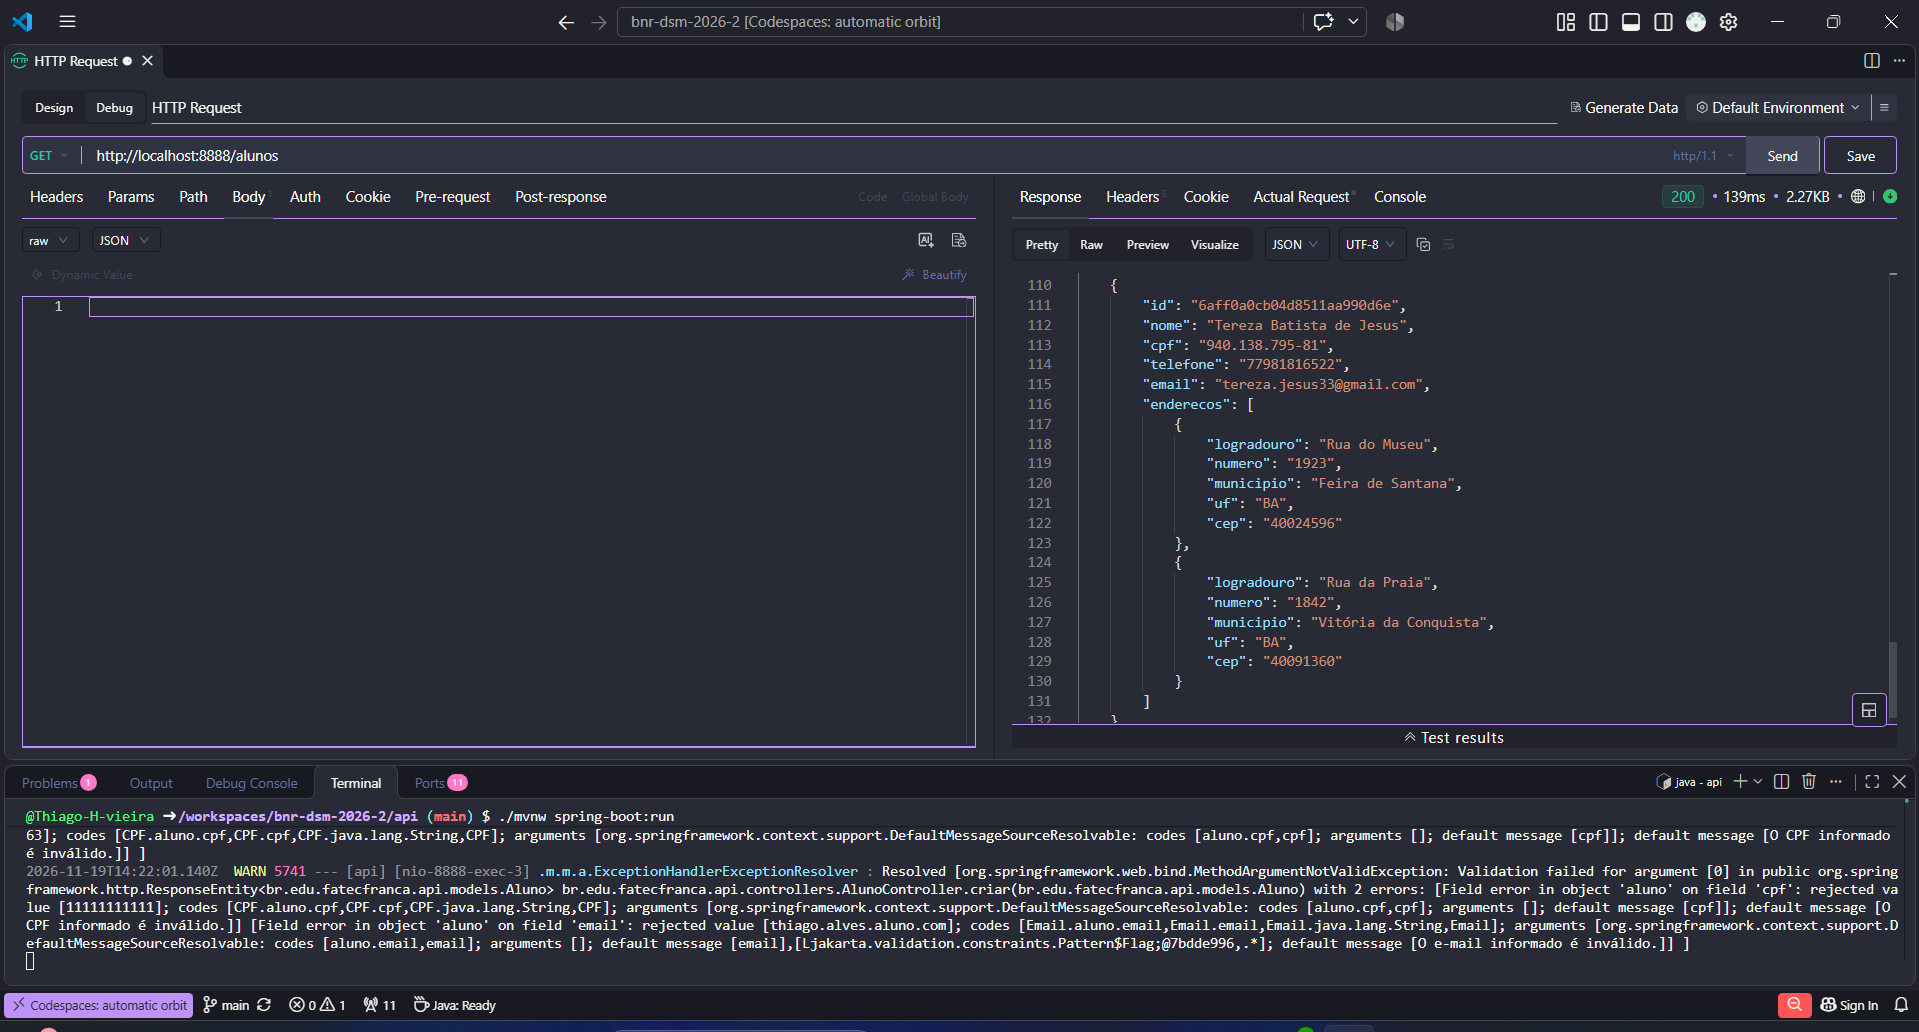 bnr-dsm-2026-2 [Codespaces: automatic orbit]
HTTP HTTP Request
Design Debug HTTP Request Generate Data Default Environment
GET http://localhost:8888/alunos http/1.1 Send Save
Headers Params Path Body 1 Auth Cookie Pre-request Post-response Code Global Body
Response Headers 5 Cookie Actual Request Console 200 • 139ms • 2.27KB •
raw JSON
Pretty Raw Preview Visualize JSON UTF-8
Dynamic Value Beautify
1
110 {
111 "id": "6aff0a0cb04d8511aa990d6e",
112 "nome": "Tereza Batista de Jesus",
113 "cpf": "940.138.795-81",
114 "telefone": "77981816522",
115 "email": "tereza.jesus33@gmail.com",
116 "enderecos": [
117 {
118 "logradouro": "Rua do Museu",
119 "numero": "1923",
120 "municipio": "Feira de Santana",
121 "uf": "BA",
122 "cep": "40024596"
123 },
124 {
125 "logradouro": "Rua da Praia",
126 "numero": "1842",
127 "municipio": "Vitória da Conquista",
128 "uf": "BA",
129 "cep": "40091360"
130 }
131 ]
132 }
Test results
Problems 1 Output Debug Console Terminal Ports 11 java - api
@Thiago-H-vieira ➜ /workspaces/bnr-dsm-2026-2/api (main) $ ./mvnw spring-boot:run
63]; codes [CPF.aluno.cpf,CPF.cpf,CPF.java.lang.String,CPF]; arguments [org.springframework.context.support.DefaultMessageSourceResolvable: codes [aluno.cpf,cpf]; arguments []; default message [cpf]]; default message [O CPF informado
é inválido.]] ]
2026-11-19T14:22:01.140Z WARN 5741 --- [api] [nio-8888-exec-3] .m.m.a.ExceptionHandlerExceptionResolver : Resolved [org.springframework.web.bind.MethodArgumentNotValidException: Validation failed for argument [0] in public org.spring
framework.http.ResponseEntity<br.edu.fatecfranca.api.models.Aluno> br.edu.fatecfranca.api.controllers.AlunoController.criar(br.edu.fatecfranca.api.models.Aluno) with 2 errors: [Field error in object 'aluno' on field 'cpf': rejected va
lue [11111111111]; codes [CPF.aluno.cpf,CPF.cpf,CPF.java.lang.String,CPF]; arguments [org.springframework.context.support.DefaultMessageSourceResolvable: codes [aluno.cpf,cpf]; arguments []; default message [cpf]]; default message [O
CPF informado é inválido.]] [Field error in object 'aluno' on field 'email': rejected value [thiago.alves.aluno.com]; codes [Email.aluno.email,Email.email,Email.java.lang.String,Email]; arguments [org.springframework.context.support.D
efaultMessageSourceResolvable: codes [aluno.email,email]; arguments []; default message [email],[Ljakarta.validation.constraints.Pattern$Flag;@7bdde996,.*]; default message [O e-mail informado é inválido.]] ]
Codespaces: automatic orbit main 0 1 11 Java: Ready Sign In